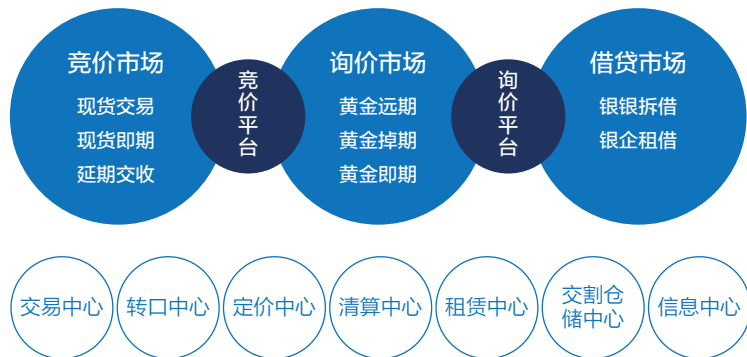 竞价市场
现货交易
现货即期
延期交收
竞价平台
询价市场
黄金远期
黄金掉期
黄金即期
询价平台
借贷市场
银银拆借
银企租借
交易中心
转口中心
定价中心
清算中心
租赁中心
交割仓
储中心
信息中心